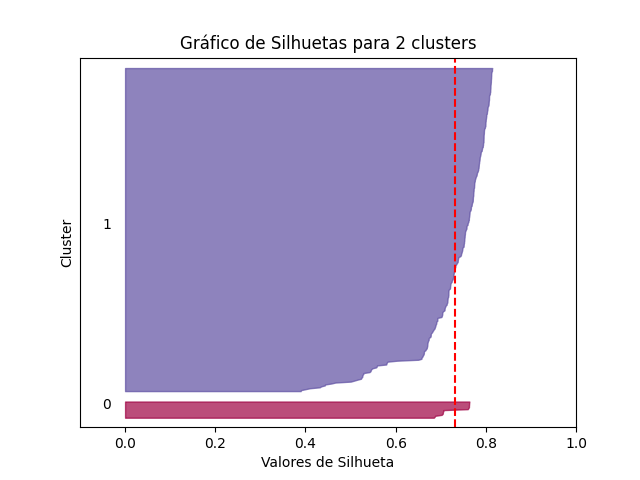 Gráfico de Silhuetas para 2 clusters
Cluster
1
0
0.0 0.2 0.4 0.6 0.8 1.0
Valores de Silhueta